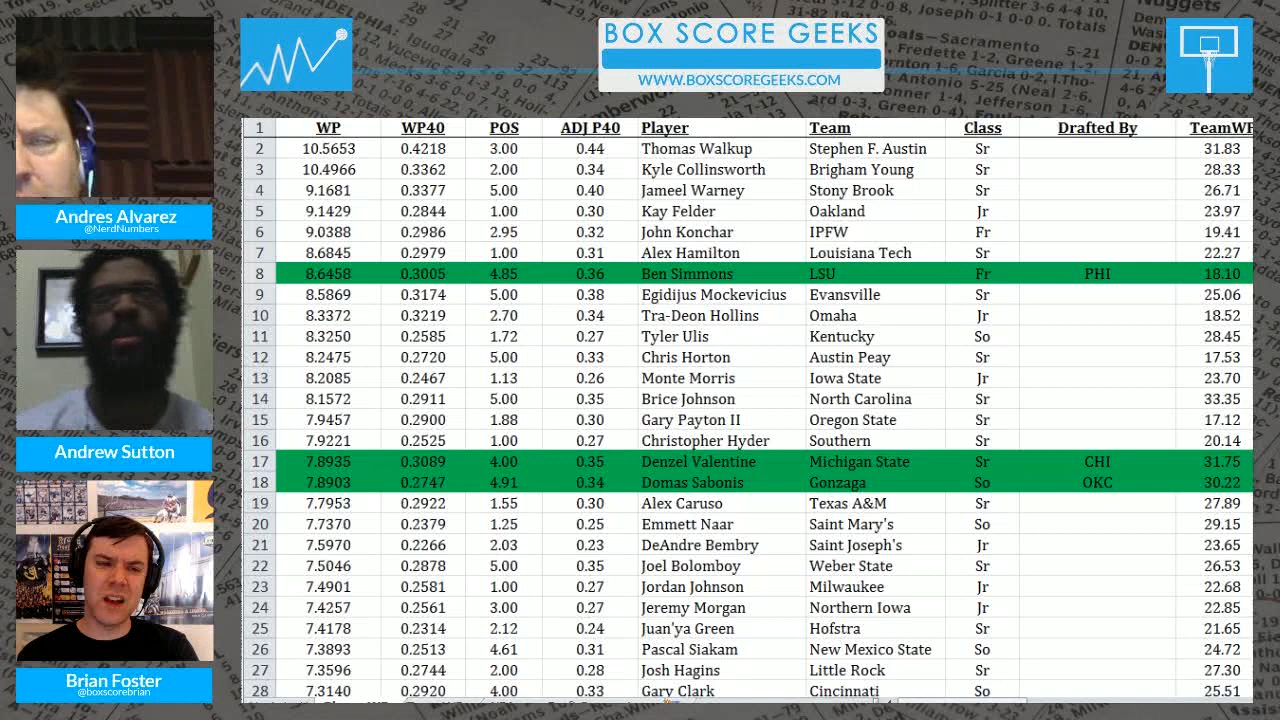 BOX SCORE GEEKS
WWW.BOXSCOREGEEKS.COM
Andres Alvarez
@NerdNumbers
Andrew Sutton
Brian Foster
@boxscorebrian
1 WP WP40 POS ADJ P40 Player Team Class Drafted By TeamWP
2 10.5653 0.4218 3.00 0.44 Thomas Walkup Stephen F. Austin Sr 31.83
3 10.4966 0.3362 2.00 0.34 Kyle Collinsworth Brigham Young Sr 28.33
4 9.1681 0.3377 5.00 0.40 Jameel Warney Stony Brook Sr 26.71
5 9.1429 0.2844 1.00 0.30 Kay Felder Oakland Jr 23.97
6 9.0388 0.2986 2.95 0.32 John Konchar IPFW Fr 19.41
7 8.6845 0.2979 1.00 0.31 Alex Hamilton Louisiana Tech Sr 22.27
8 8.6458 0.3005 4.85 0.36 Ben Simmons LSU Fr PHI 18.10
9 8.5869 0.3174 5.00 0.38 Egidijus Mockevicius Evansville Sr 25.06
10 8.3372 0.3219 2.70 0.34 Tra-Deon Hollins Omaha Jr 18.52
11 8.3250 0.2585 1.72 0.27 Tyler Ulis Kentucky So 28.45
12 8.2475 0.2720 5.00 0.33 Chris Horton Austin Peay Sr 17.53
13 8.2085 0.2467 1.13 0.26 Monte Morris Iowa State Jr 23.70
14 8.1572 0.2911 5.00 0.35 Brice Johnson North Carolina Sr 33.35
15 7.9457 0.2900 1.88 0.30 Gary Payton II Oregon State Sr 17.12
16 7.9221 0.2525 1.00 0.27 Christopher Hyder Southern Sr 20.14
17 7.8935 0.3089 4.00 0.35 Denzel Valentine Michigan State Sr CHI 31.75
18 7.8903 0.2747 4.91 0.34 Domas Sabonis Gonzaga So OKC 30.22
19 7.7953 0.2922 1.55 0.30 Alex Caruso Texas A&M Sr 27.89
20 7.7370 0.2379 1.25 0.25 Emmett Naar Saint Mary's So 29.15
21 7.5970 0.2266 2.03 0.23 DeAndre Bembry Saint Joseph's Jr 23.65
22 7.5046 0.2878 5.00 0.35 Joel Bolomboy Weber State Sr 26.53
23 7.4901 0.2581 1.00 0.27 Jordan Johnson Milwaukee Jr 22.68
24 7.4257 0.2561 3.00 0.27 Jeremy Morgan Northern Iowa Jr 22.85
25 7.4178 0.2314 2.12 0.24 Juan'ya Green Hofstra Sr 21.65
26 7.3893 0.2513 4.61 0.31 Pascal Siakam New Mexico State So 24.72
27 7.3596 0.2744 2.00 0.28 Josh Hagins Little Rock Sr 27.30
28 7.3140 0.2920 4.00 0.33 Gary Clark Cincinnati So 25.51